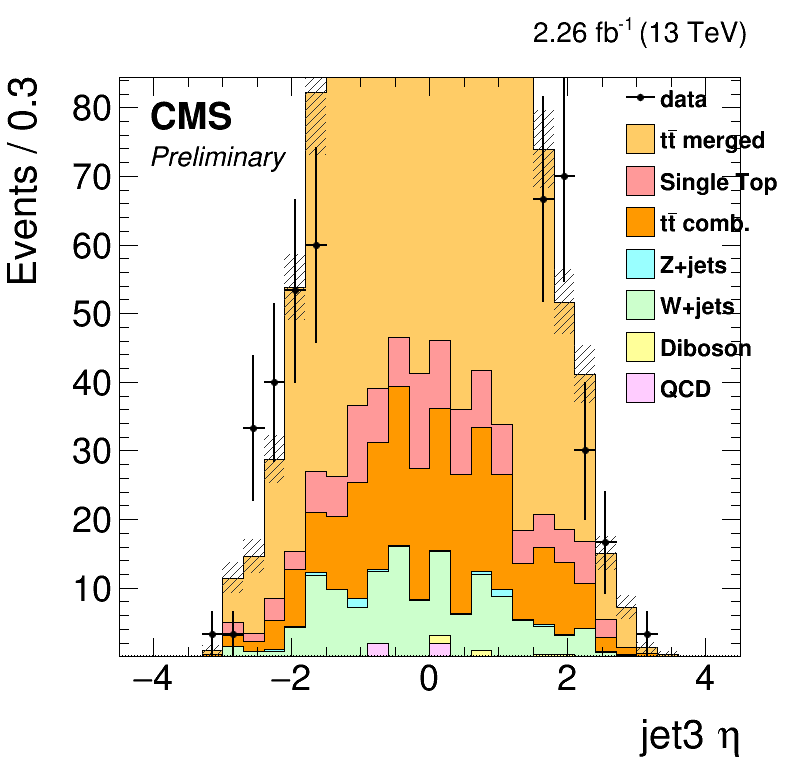 2.26 fb-1 (13 TeV)
Events / 0.3
CMS
Preliminary
data
tt̄ merged
Single Top
tt̄ comb.
Z+jets
W+jets
Diboson
QCD
80
70
60
50
40
30
20
10
−4 −2 0 2 4
jet3 η